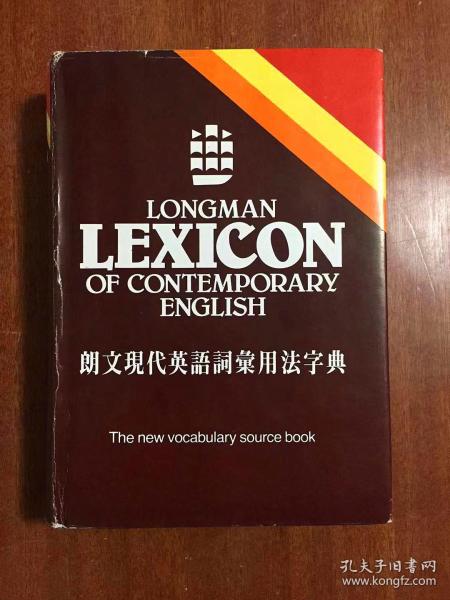 LONGMAN
LEXICON
OF CONTEMPORARY
ENGLISH
朗文現代英語詞彙用法字典
The new vocabulary source book
孔夫子旧书网
www.kongfz.com